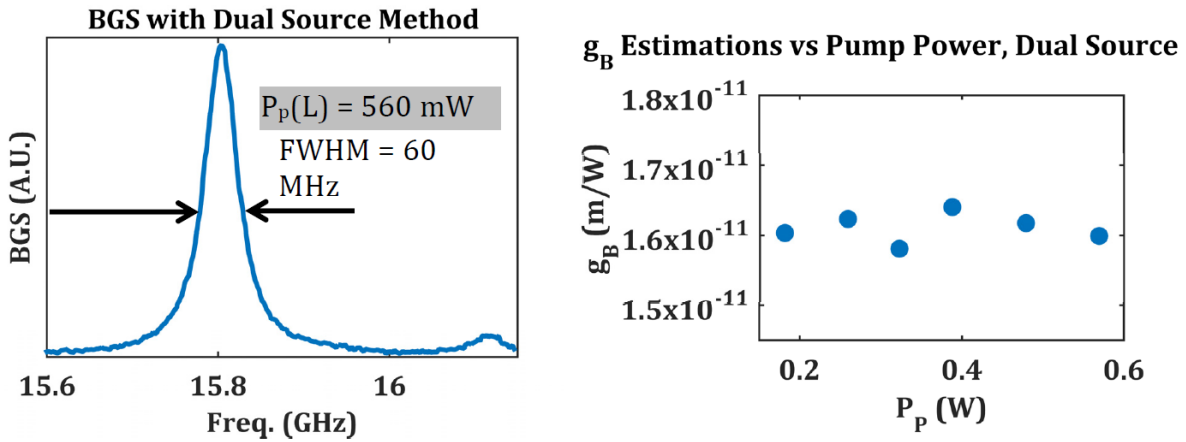 BGS with Dual Source Method
BGS (A.U.)
Pp(L) = 560 mW
FWHM = 60
MHz
15.6
15.8
16
Freq. (GHz)
gB Estimations vs Pump Power, Dual Source
gB (m/W)
1.8x10-11
1.7x10-11
1.6x10-11
1.5x10-11
0.2
0.4
0.6
PP (W)